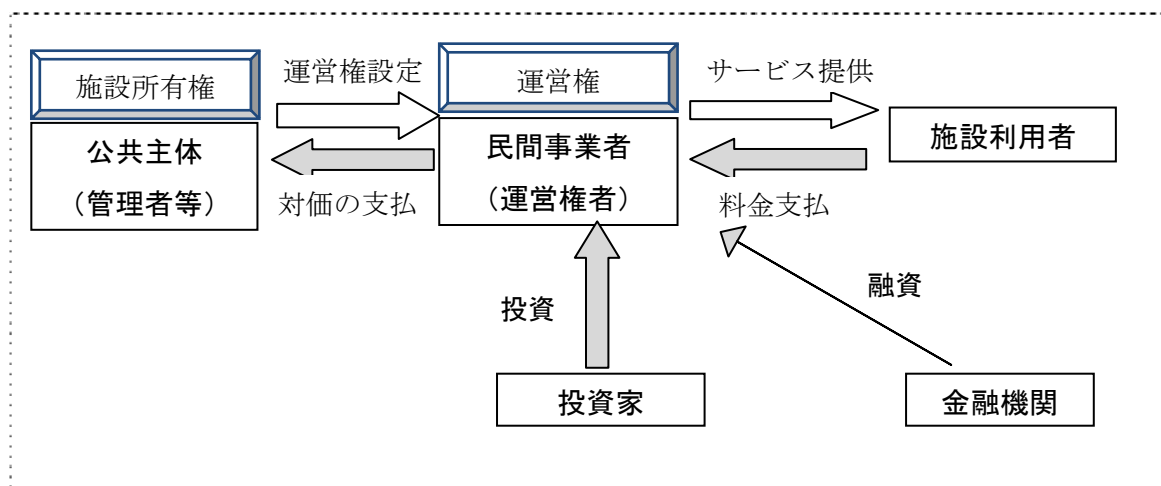 施設所有権
運営権設定
運営権
サービス提供
公共主体
（管理者等）
対価の支払
民間事業者
（運営権者）
料金支払
施設利用者
投資
融資
投資家
金融機関